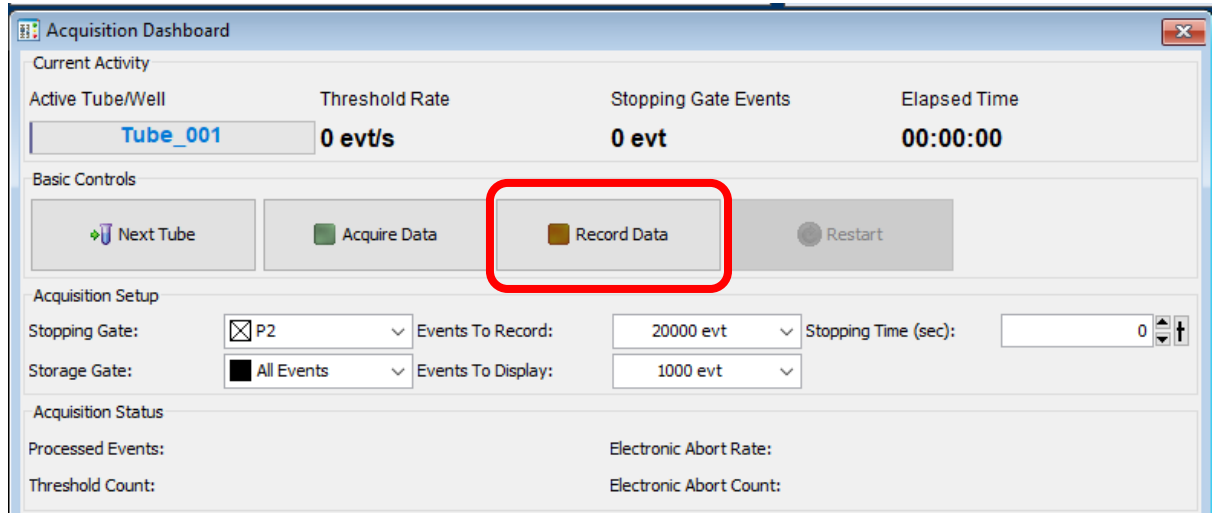 Acquisition Dashboard
Current Activity
Active Tube/Well Threshold Rate Stopping Gate Events Elapsed Time
Tube_001 0 evt/s 0 evt 00:00:00
Basic Controls
Next Tube Acquire Data Record Data Restart
Acquisition Setup
Stopping Gate: P2 Events To Record: 20000 evt Stopping Time (sec): 0
Storage Gate: All Events Events To Display: 1000 evt
Acquisition Status
Processed Events: Electronic Abort Rate:
Threshold Count: Electronic Abort Count: